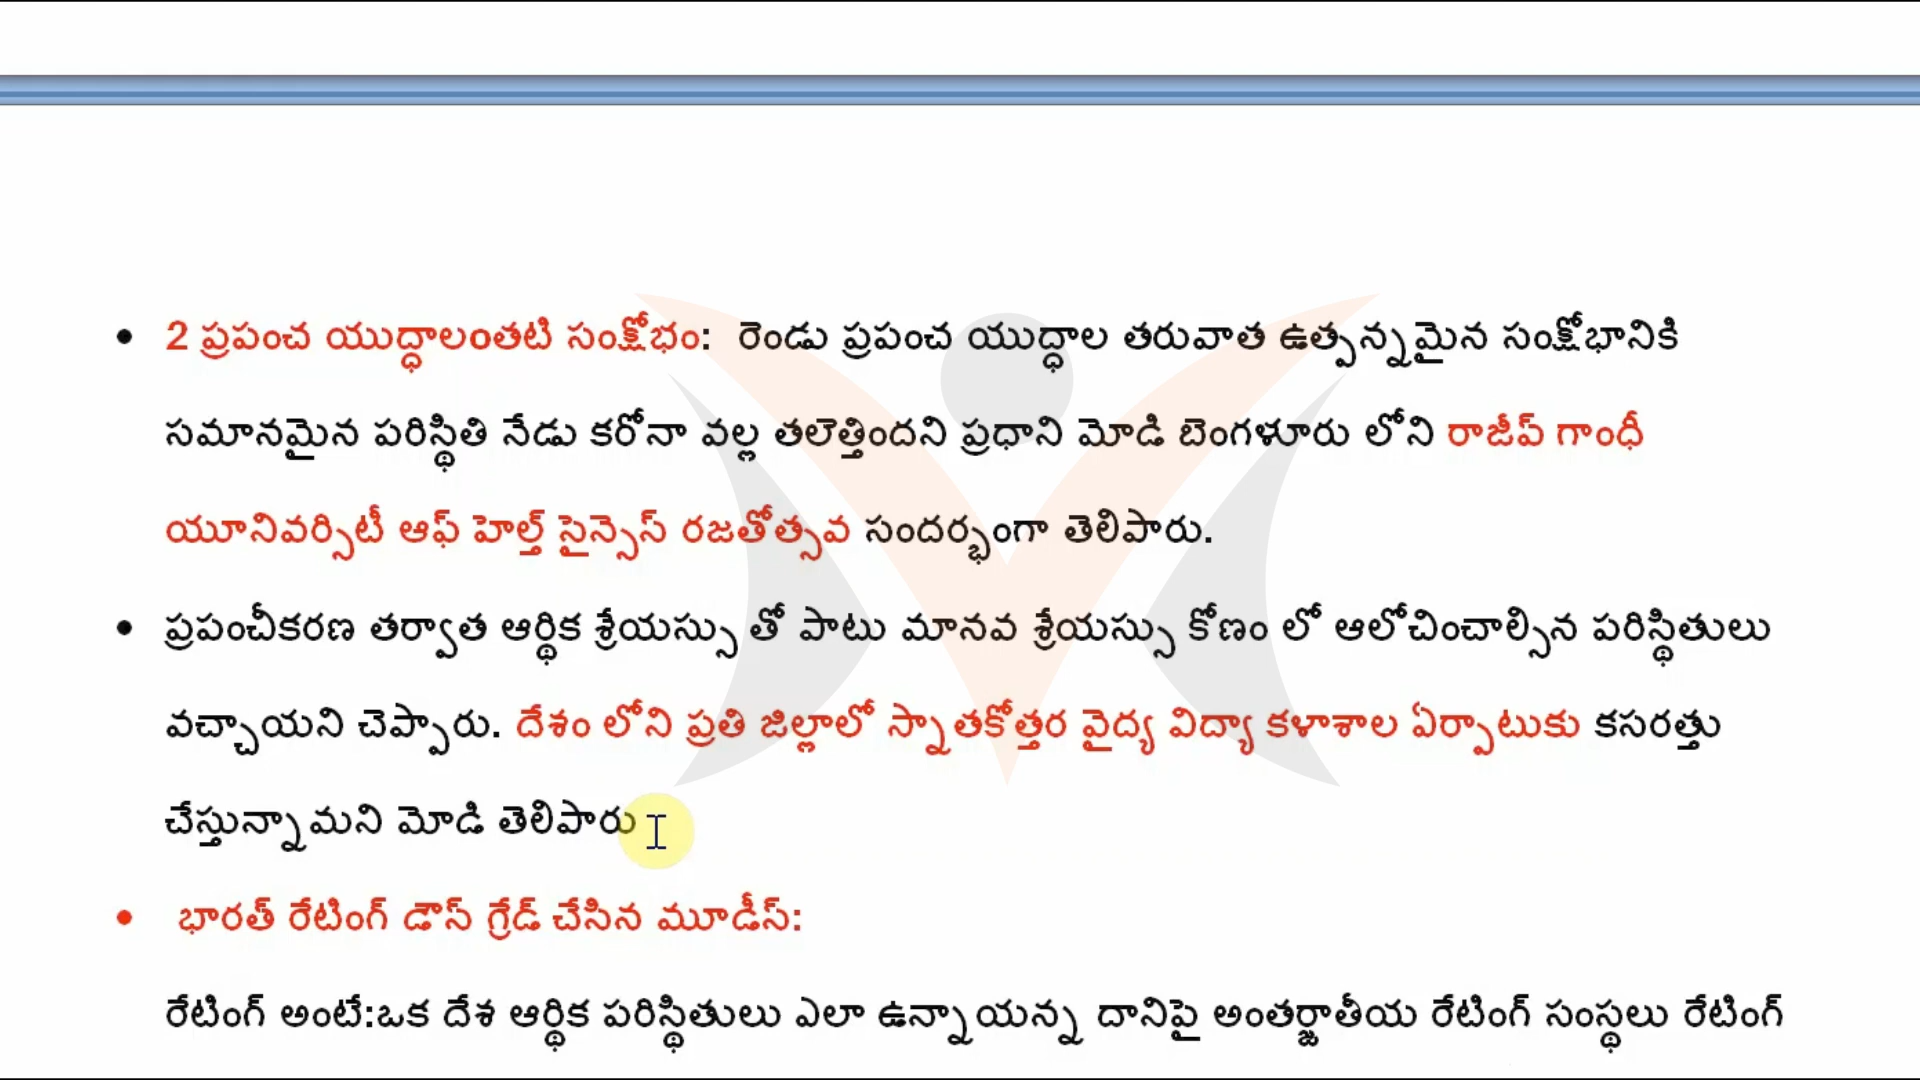 • 2 ప్రపంచ యుద్ధాలంతటి సంక్షోభం: రెండు ప్రపంచ యుద్ధాల తరువాత ఉత్పన్నమైన సంక్షోభానికి
సమానమైన పరిస్థితి నేడు కరోనా వల్ల తలెత్తిందని ప్రధాని మోడి బెంగళూరు లోని రాజీవ్ గాంధీ
యూనివర్సిటీ ఆఫ్ హెల్త్ సైన్సెస్ రజతోత్సవ సందర్భంగా తెలిపారు.
• ప్రపంచీకరణ తర్వాత ఆర్థిక శ్రేయస్సు తో పాటు మానవ శ్రేయస్సు కోణం లో ఆలోచించాల్సిన పరిస్థితులు
వచ్చాయని చెప్పారు. దేశం లోని ప్రతి జిల్లాలో స్నాతకోత్తర వైద్య విద్యా కళాశాల ఏర్పాటుకు కసరత్తు
చేస్తున్నామని మోడి తెలిపారు
• భారత్ రేటింగ్ డౌన్ గ్రేడ్ చేసిన మూడీస్:
రేటింగ్ అంటే:ఒక దేశ ఆర్థిక పరిస్థితులు ఎలా ఉన్నాయన్న దానిపై అంతర్జాతీయ రేటింగ్ సంస్థలు రేటింగ్